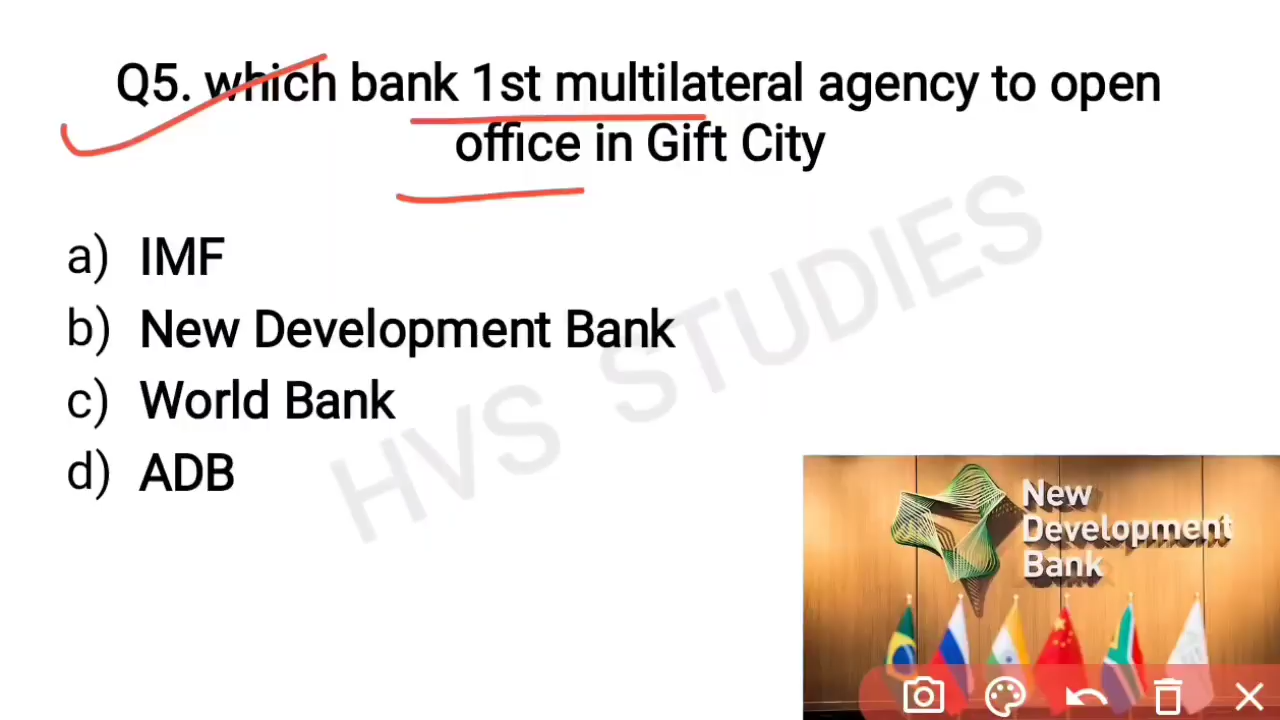 Q5. which bank 1st multilateral agency to open
office in Gift City
a) IMF
b) New Development Bank
c) World Bank
d) ADB
HVS STUDIES
New
Development
Bank